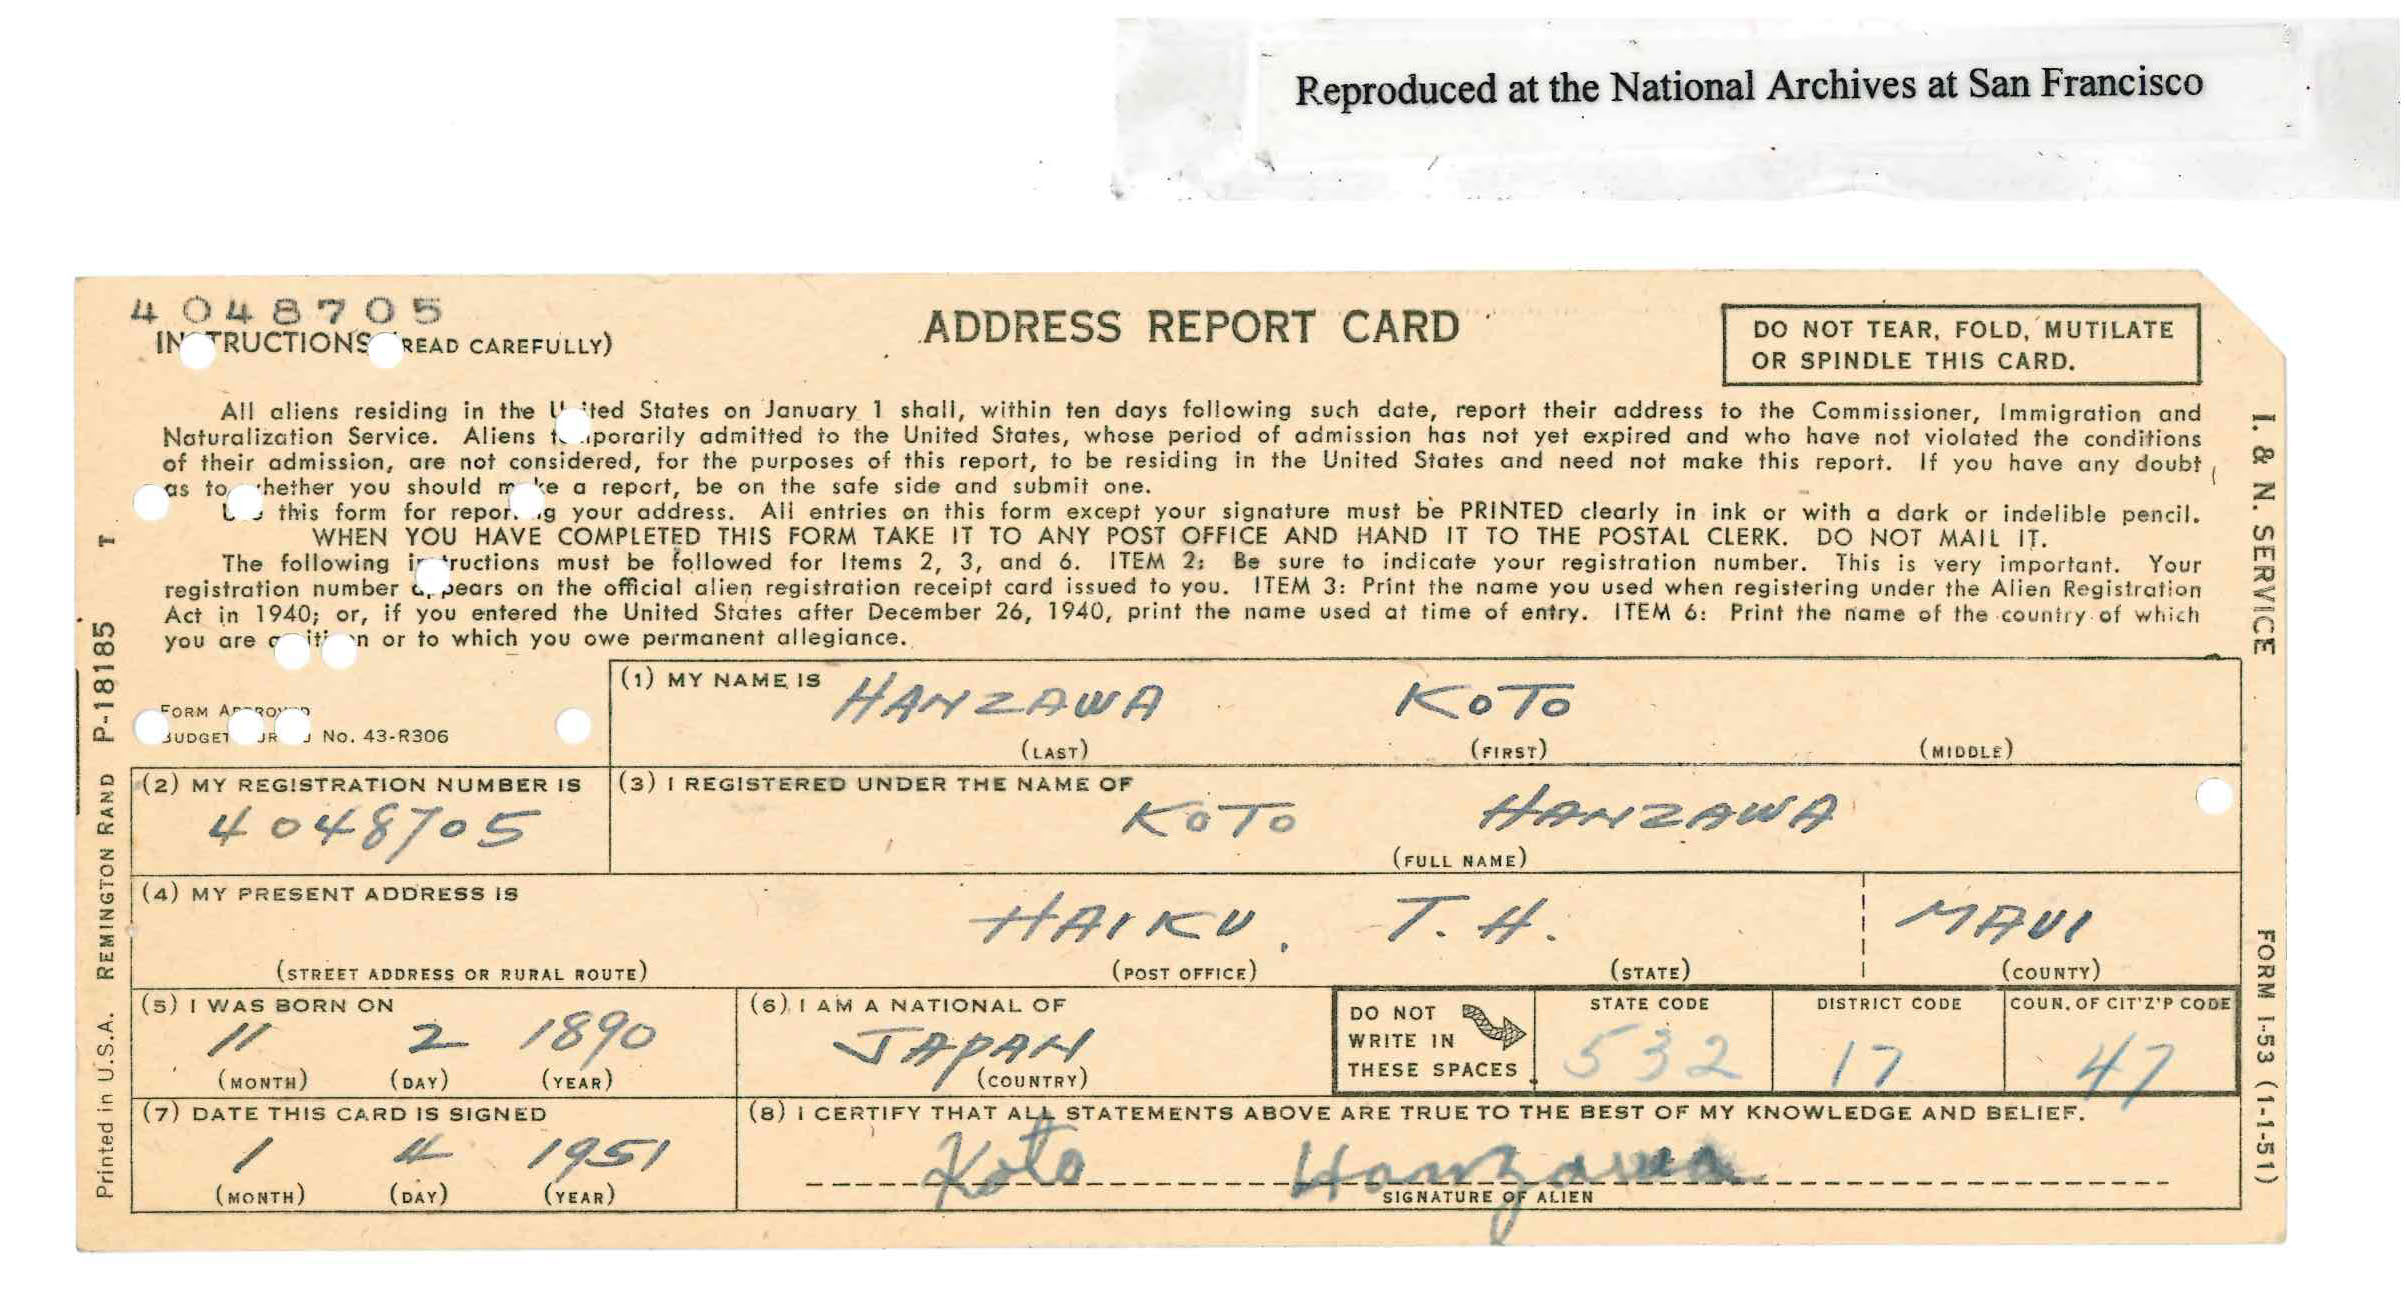 Reproduced at the National Archives at San Francisco
4048705
INSTRUCTIONS (READ CAREFULLY)
ADDRESS REPORT CARD
DO NOT TEAR, FOLD, MUTILATE
OR SPINDLE THIS CARD.
All aliens residing in the United States on January 1 shall, within ten days following such date, report their address to the Commissioner, Immigration and
Naturalization Service. Aliens temporarily admitted to the United States, whose period of admission has not yet expired and who have not violated the conditions
of their admission, are not considered, for the purposes of this report, to be residing in the United States and need not make this report. If you have any doubt
as to whether you should make a report, be on the safe side and submit one.
Use this form for reporting your address. All entries on this form except your signature must be PRINTED clearly in ink or with a dark or indelible pencil.
WHEN YOU HAVE COMPLETED THIS FORM TAKE IT TO ANY POST OFFICE AND HAND IT TO THE POSTAL CLERK. DO NOT MAIL IT.
The following instructions must be followed for Items 2, 3, and 6. ITEM 2: Be sure to indicate your registration number. This is very important. Your
registration number appears on the official alien registration receipt card issued to you. ITEM 3: Print the name you used when registering under the Alien Registration
Act in 1940; or, if you entered the United States after December 26, 1940, print the name used at time of entry. ITEM 6: Print the name of the country of which
you are a citizen or to which you owe permanent allegiance.
FORM APPROVED
BUDGET BUREAU NO. 43-R306
(1) MY NAME IS HANZAWA KOTO
(LAST) (FIRST) (MIDDLE)
(2) MY REGISTRATION NUMBER IS
4048705
(3) I REGISTERED UNDER THE NAME OF
KOTO HANZAWA
(FULL NAME)
(4) MY PRESENT ADDRESS IS
HAIKU, T.H. MAUI
(STREET ADDRESS OR RURAL ROUTE) (POST OFFICE) (STATE) (COUNTY)
(5) I WAS BORN ON
11 2 1890
(MONTH) (DAY) (YEAR)
(6) I AM A NATIONAL OF
JAPAN
(COUNTRY)
DO NOT
WRITE IN
THESE SPACES
STATE CODE
532
DISTRICT CODE
17
COUN. OF CIT'Z'P CODE
47
(7) DATE THIS CARD IS SIGNED
1 4 1951
(MONTH) (DAY) (YEAR)
(8) I CERTIFY THAT ALL STATEMENTS ABOVE ARE TRUE TO THE BEST OF MY KNOWLEDGE AND BELIEF.
Koto Hanzawa
SIGNATURE OF ALIEN
Printed in U.S.A. REMINGTON RAND P-18185 T
I. & N. SERVICE
FORM I-53 (1-1-51)